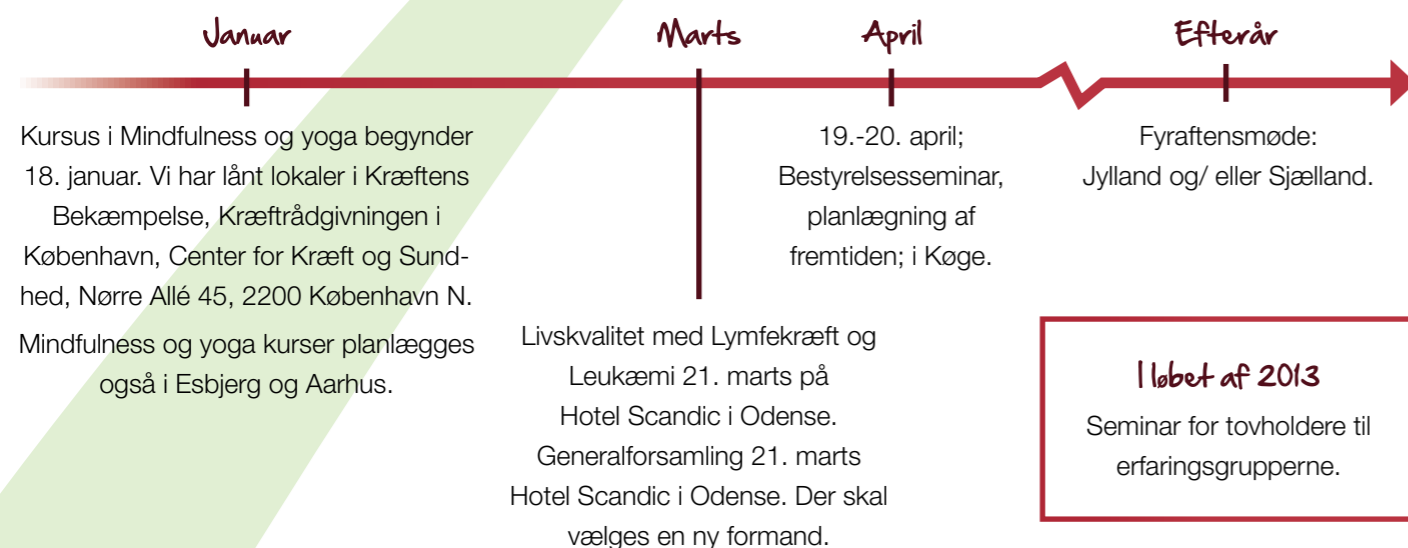 Januar
Kursus i Mindfulness og yoga begynder
18. januar. Vi har lånt lokaler i Kræftens
Bekæmpelse, Kræftrådgivningen i
København, Center for Kræft og Sund-
hed, Nørre Allé 45, 2200 København N.
Mindfulness og yoga kurser planlægges
også i Esbjerg og Aarhus.
Marts
Livskvalitet med Lymfekræft og
Leukæmi 21. marts på
Hotel Scandic i Odense.
Generalforsamling 21. marts
Hotel Scandic i Odense. Der skal
vælges en ny formand.
April
19.-20. april;
Bestyrelsesseminar,
planlægning af
fremtiden; i Køge.
Efterår
Fyraftensmøde:
Jylland og/ eller Sjælland.
I løbet af 2013
Seminar for tovholdere til
erfaringsgrupperne.